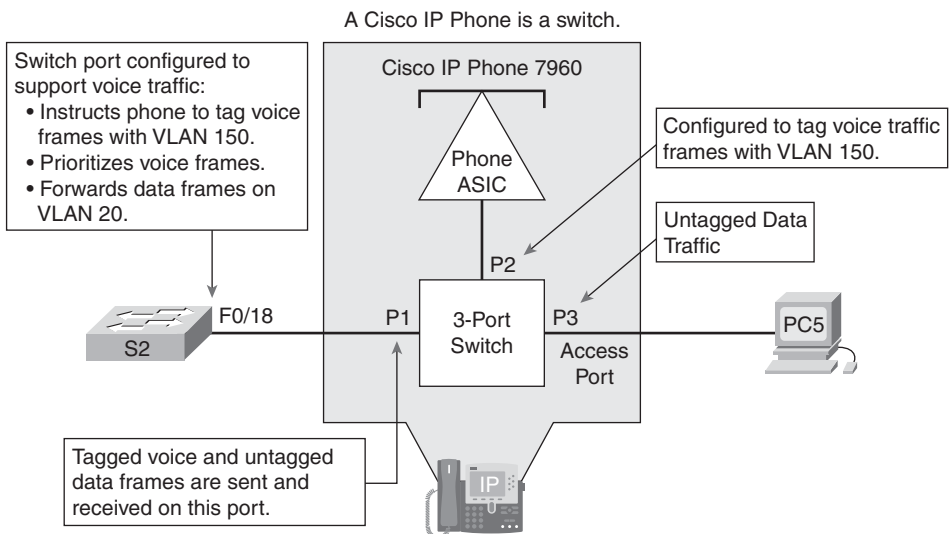 A Cisco IP Phone is a switch.
Switch port configured to
support voice traffic:
• Instructs phone to tag voice
frames with VLAN 150.
• Prioritizes voice frames.
• Forwards data frames on
VLAN 20.
Cisco IP Phone 7960
Phone
ASIC
Configured to tag voice traffic
frames with VLAN 150.
Untagged Data
Traffic
P2
F0/18
P1
3-Port
Switch
P3
Access
Port
S2
PC5
Tagged voice and untagged
data frames are sent and
received on this port.
IP